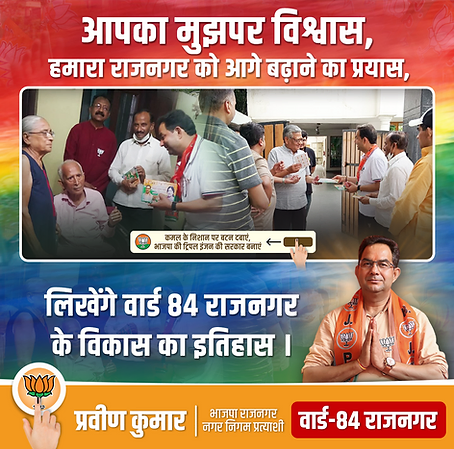 आपका मुझपर विश्वास,
हमारा राजनगर को आगे बढ़ाने का प्रयास,
कमल के निशान पर बटन दबाएं,
भाजपा की ट्रिपल इंजन की सरकार बनाएं
लिखेंगे वार्ड 84 राजनगर
के विकास का इतिहास ।
B J P
प्रवीण कुमार
भाजपा राजनगर
नगर निगम प्रत्याशी
वार्ड-84 राजनगर